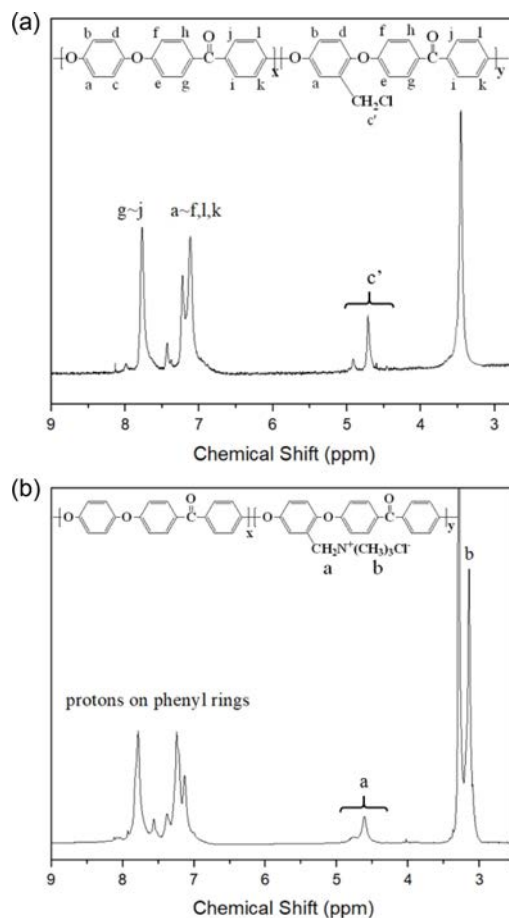 (a)
b d f h O j l b d f h O j l
O O C x O O C y
a c e g i k a e g i k
CH₂Cl
c'
g~j a~f,l,k
c'
9 8 7 6 5 4 3
Chemical Shift (ppm)
(b)
O O
O O C x O O C y
CH₂N⁺(CH₃)₃Cl⁻
a b
b
protons on phenyl rings
a
9 8 7 6 5 4 3
Chemical Shift (ppm)